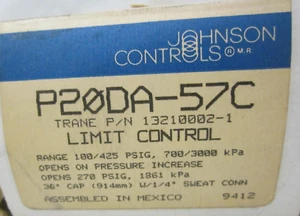 JOHNSON
CONTROLS ® M.R.
P20DA-57C
TRANE P/N 13210002-1
LIMIT CONTROL
RANGE 100/425 PSIG, 700/3000 kPa
OPENS ON PRESSURE INCREASE
OPENS 270 PSIG, 1861 kPa
36" CAP (914mm) W/1/4" SWEAT CONN
ASSEMBLED IN MEXICO 9412